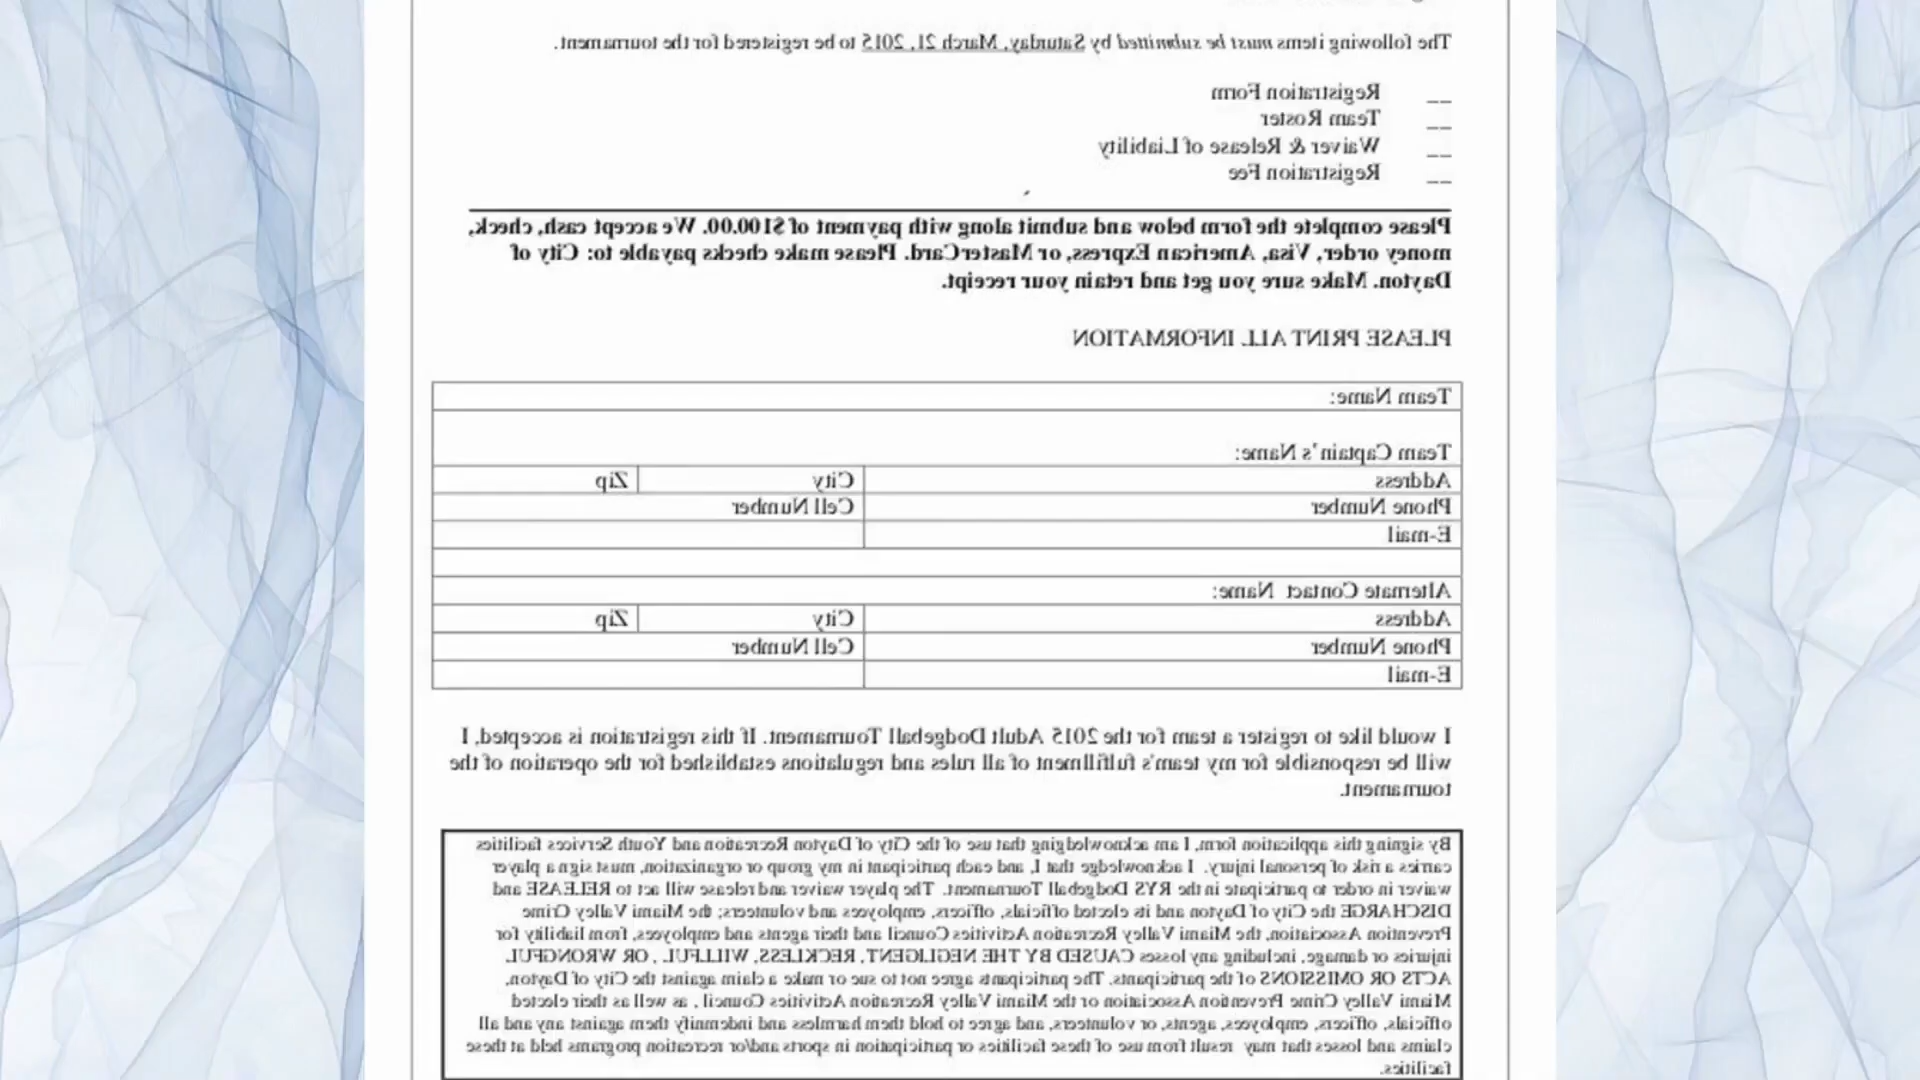 The following items must be submitted by Saturday, March 21, 2015 to be registered for the tournament.
__ Registration Form
__ Team Roster
__ Waiver & Release of Liability
__ Registration Fee
Please complete the form below and submit along with payment of $100.00. We accept cash, check,
money order, Visa, American Express, or MasterCard. Please make checks payable to: City of
Dayton. Make sure you get and retain your receipt.
PLEASE PRINT ALL INFORMATION
Team Name:
Team Captain's Name:
Address City Zip
Phone Number Cell Number
E-mail
Alternate Contact Name:
Address City Zip
Phone Number Cell Number
E-mail
I would like to register a team for the 2015 Adult Dodgeball Tournament. If this registration is accepted, I
will be responsible for my team's fulfillment of all rules and regulations established for the operation of the
tournament.
By signing this application form, I am acknowledging that use of the City of Dayton Recreation and Youth Services facilities
carries a risk of personal injury. I acknowledge that I, and each participant in my group or organization, must sign a player
waiver in order to participate in the RYS Dodgeball Tournament. The player waiver and release will act to RELEASE and
DISCHARGE the City of Dayton and its elected officials, officers, employees and volunteers; the Miami Valley Crime
Prevention Association, the Miami Valley Recreation Activities Council and their agents and employees, from liability for
injuries or damage, including any losses CAUSED BY THE NEGLIGENT, RECKLESS, WILLFUL, OR WRONGFUL
ACTS OR OMISSIONS of the participants. The participants agree not to sue or make a claim against the City of Dayton,
Miami Valley Crime Prevention Association or the Miami Valley Recreation Activities Council , as well as their elected
officials, officers, employees, agents, or volunteers, and agree to hold them harmless and indemnify them against any and all
claims and losses that may result from use of these facilities or participation in sports and/or recreation programs held at these
facilities.